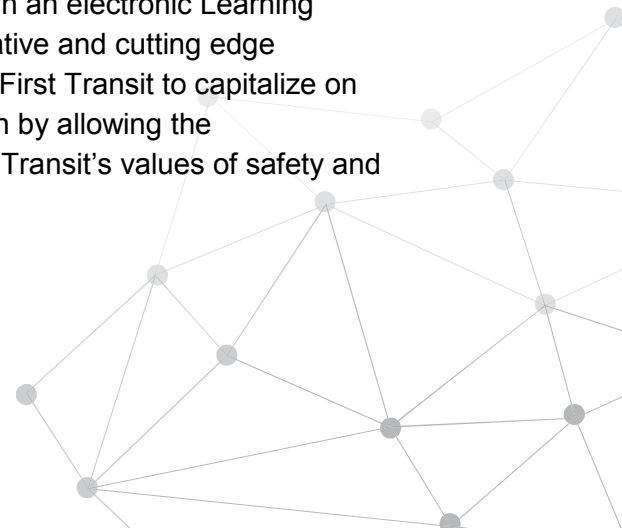 an electronic Learning
ative and cutting edge
First Transit to capitalize on
n by allowing the
Transit's values of safety and